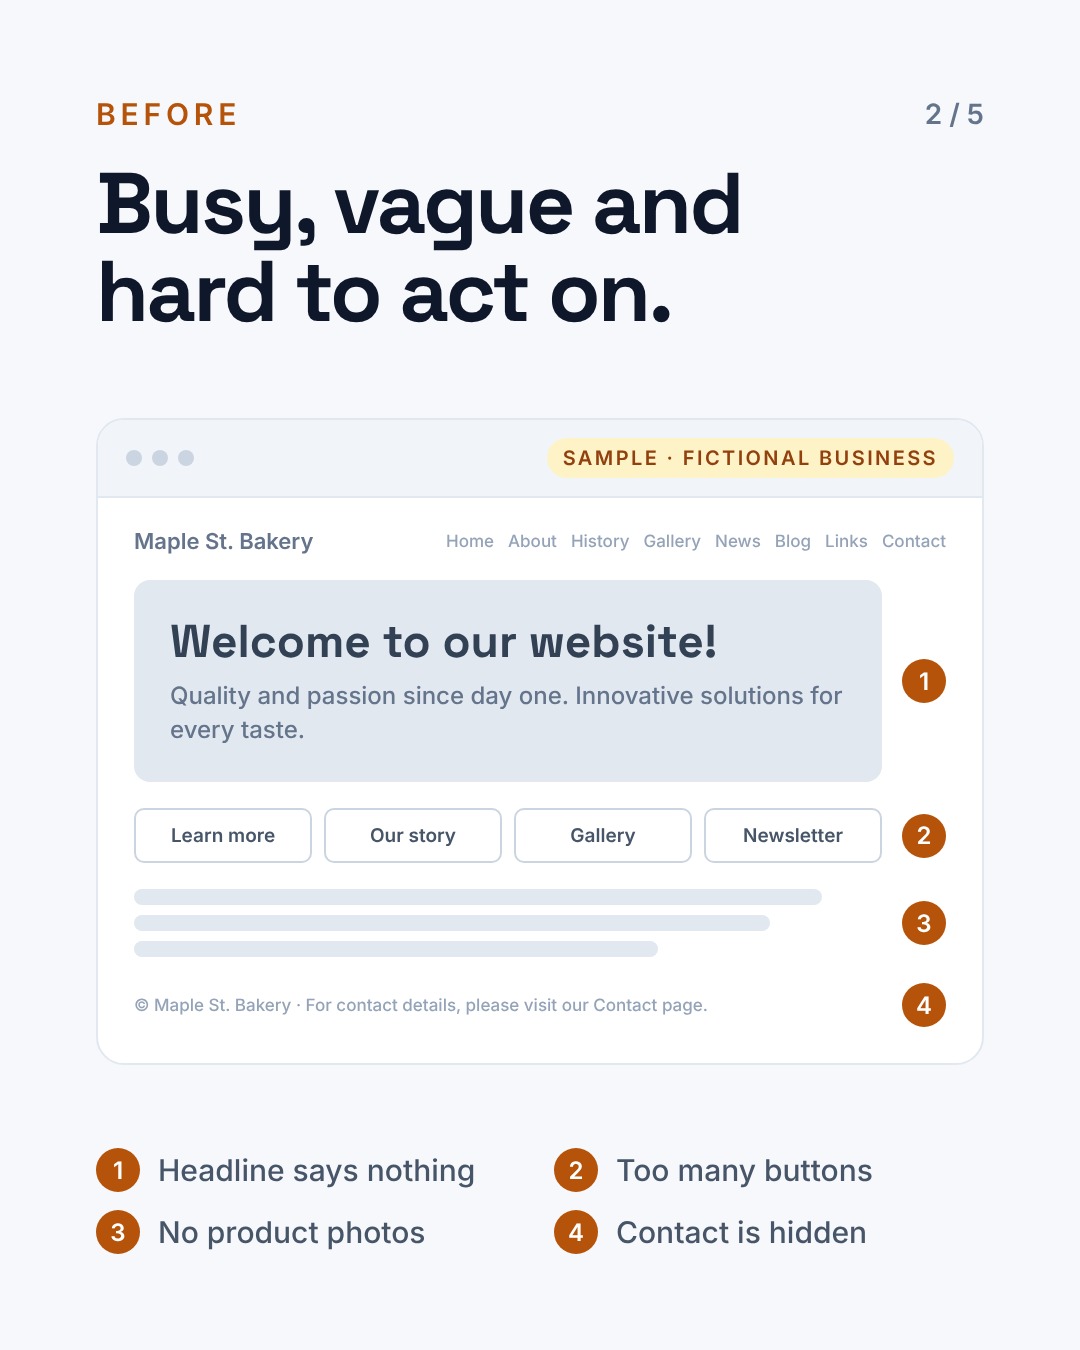 BEFORE
2 / 5
Busy, vague and
hard to act on.
SAMPLE · FICTIONAL BUSINESS
Maple St. Bakery
Home About History Gallery News Blog Links Contact
Welcome to our website!
Quality and passion since day one. Innovative solutions for
every taste.
1
Learn more
Our story
Gallery
Newsletter
2
3
© Maple St. Bakery · For contact details, please visit our Contact page.
4
1 Headline says nothing
2 Too many buttons
3 No product photos
4 Contact is hidden